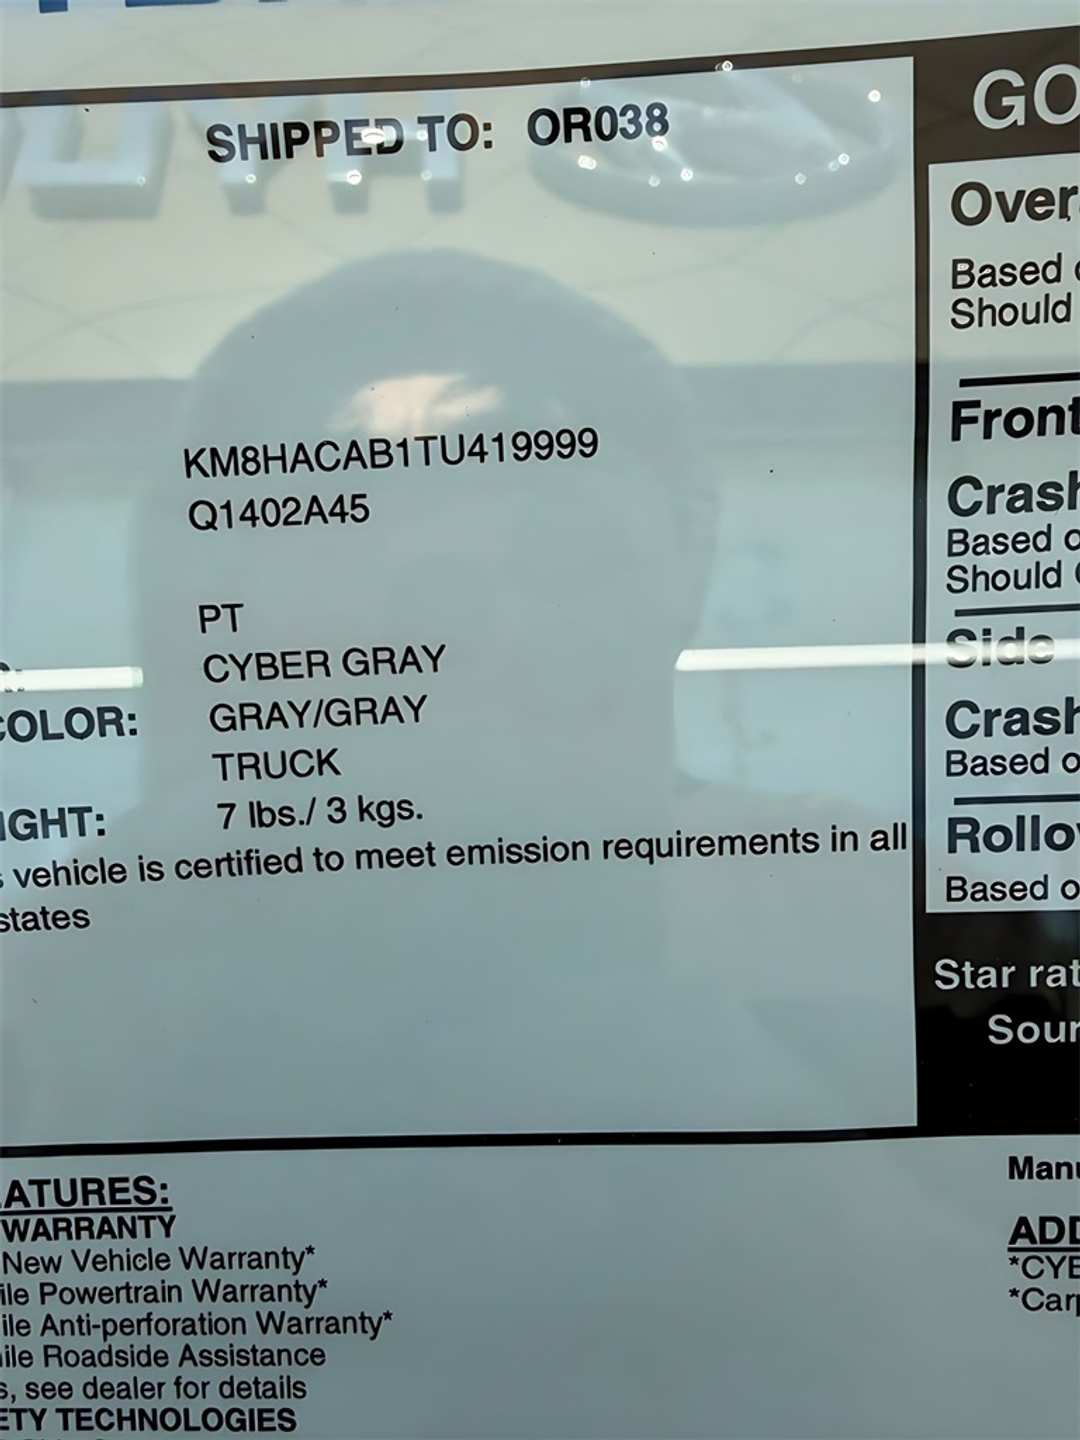 SHIPPED TO: OR038
KM8HACAB1TU419999
Q1402A45
PT
CYBER GRAY
COLOR: GRAY/GRAY
TRUCK
IGHT: 7 lbs./ 3 kgs.
s vehicle is certified to meet emission requirements in all
states
GO
Over
Based o
Should
Front
Crash
Based o
Should
Side
Crash
Based o
Rollov
Based o
Star rat
Sour
ATURES:
WARRANTY
New Vehicle Warranty*
ile Powertrain Warranty*
ile Anti-perforation Warranty*
ile Roadside Assistance
s, see dealer for details
ETY TECHNOLOGIES
Manu
ADD
*CYB
*Carp